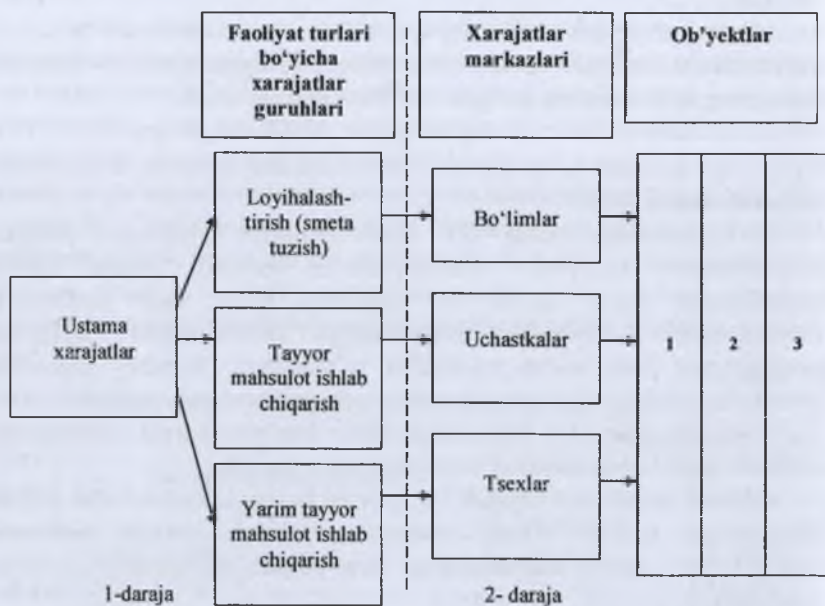 Faoliyat turlari
bo‘yicha
xarajatlar
guruhlari
Xarajatlar
markazlari
Ob’yektlar
Loyihalash-
tirish (smeta
tuzish)
Bo‘limlar
Ustama
xarajatlar
Tayyor
mahsulot ishlab
chiqarish
Uchastkalar
1
2
3
Yarim tayyor
mahsulot ishlab
chiqarish
Tsexlar
1-daraja
2- daraja